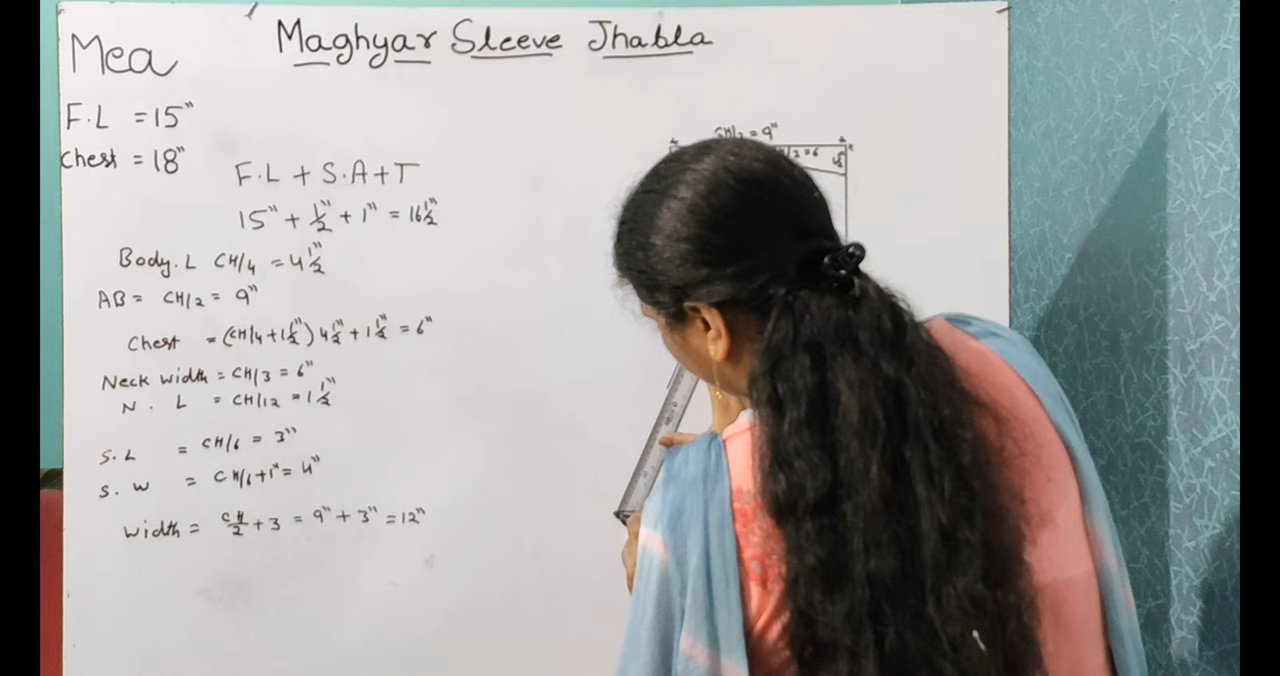 Mea
Maghyar Sleeve Jhabla
F.L = 15"
Chest = 18"
F.L + S.A + T
15" + 1/2" + 1" = 16 1/2"
Body. L CH/4 = 4 1/2"
AB = CH/2 = 9"
Chest = (CH/4 + 1 1/2") 4 1/2" + 1 1/2" = 6"
Neck width = CH/3 = 6"
N. L = CH/12 = 1 1/2"
S.L = CH/6 = 3"
S. W = CH/6 + 1" = 4"
Width = CH/2 + 3 = 9" + 3" = 12"
CH/2 = 9"
/2=6